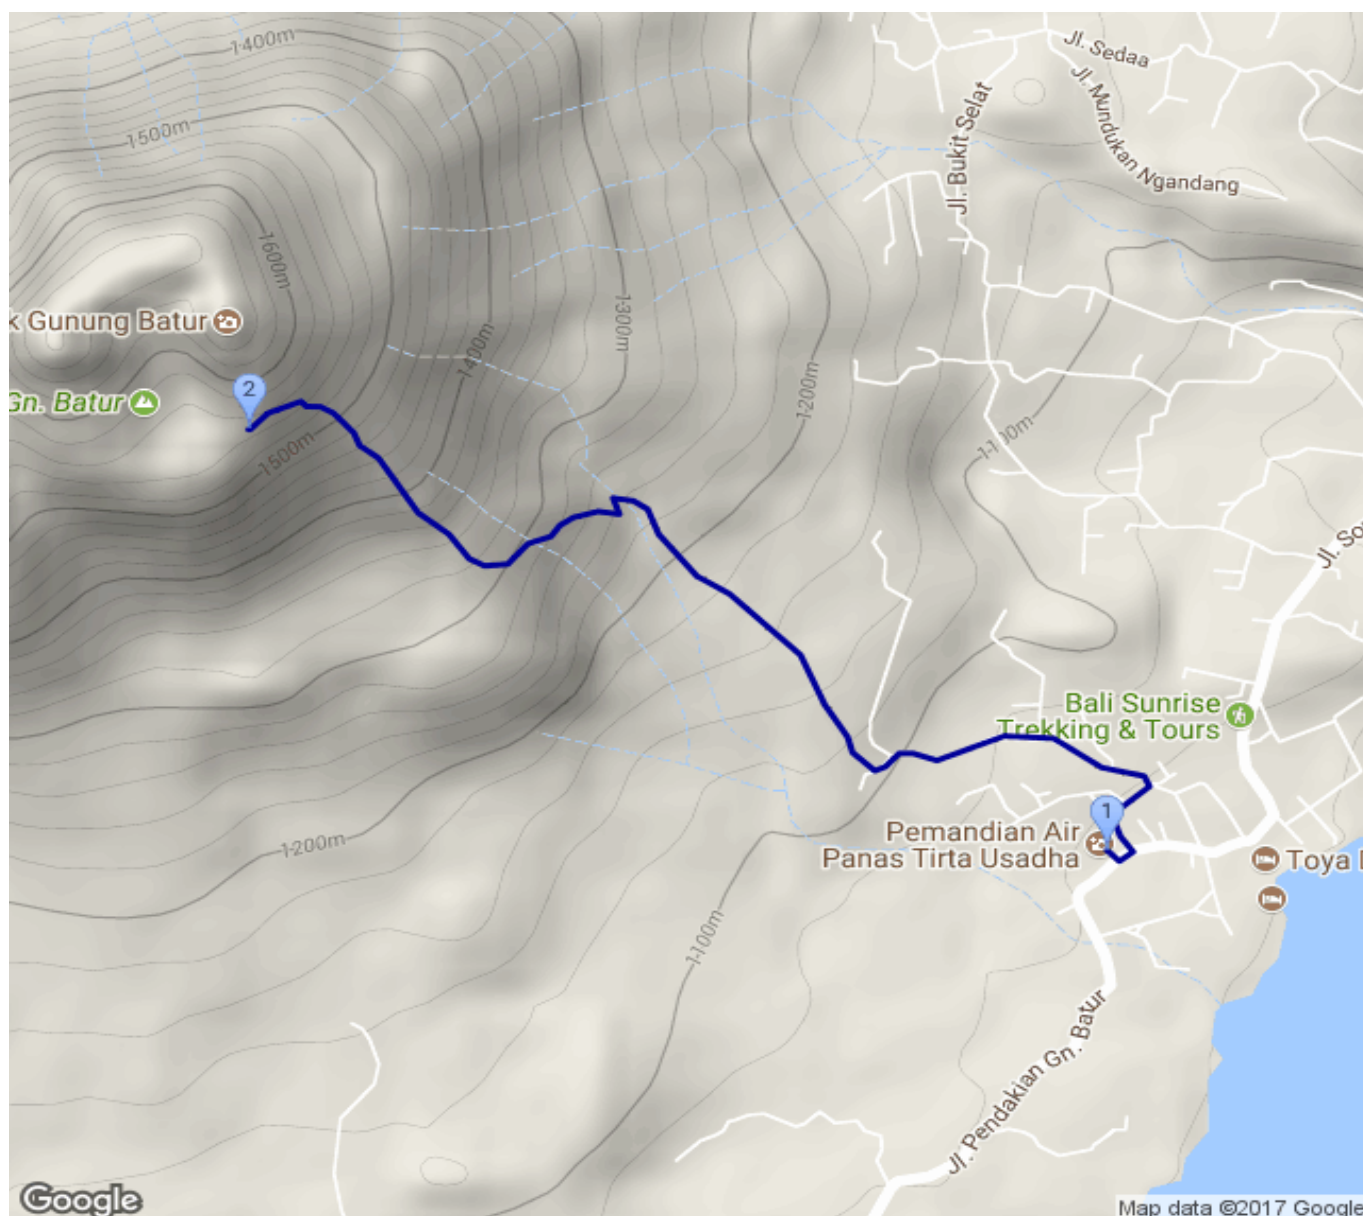 1400m
Jl. Sedaa
Jl. Mundukan Ngandang
Jl. Bukit Selat
1500m
1600m
k Gunung Batur
1300m
1400m
1200m
2
Gn. Batur
1500m
1100m
Jl. So
Bali Sunrise
Trekking & Tours
1
Pemandian Air
Panas Tirta Usadha
Toya
1200m
1100m
Jl. Pendakian Gn. Batur
Google
Map data ©2017 Google